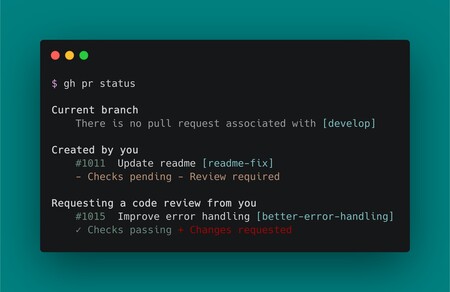 $ gh pr status
Current branch
There is no pull request associated with [develop]
Created by you
#1011 Update readme [readme-fix]
- Checks pending - Review required
Requesting a code review from you
#1015 Improve error handling [better-error-handling]
✓ Checks passing + Changes requested